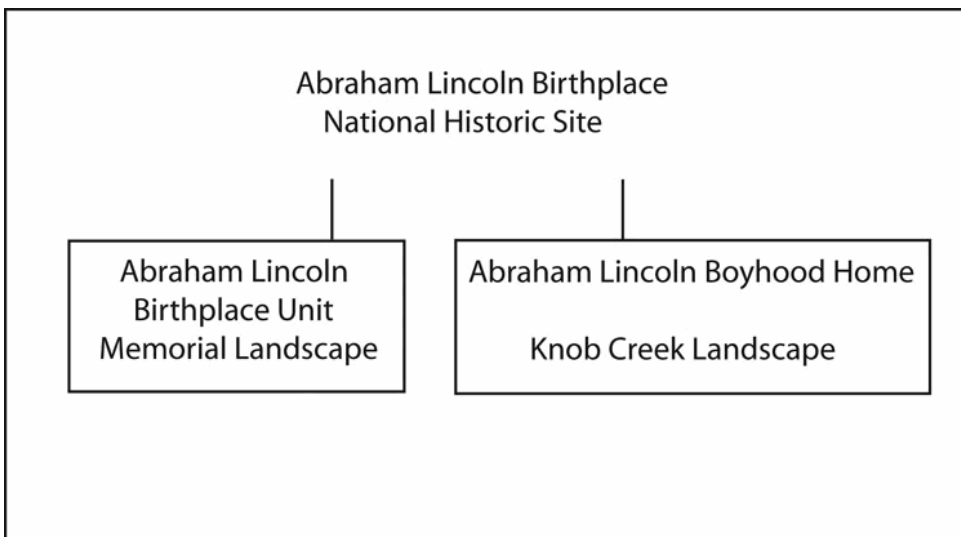 Abraham Lincoln Birthplace
National Historic Site
Abraham Lincoln
Birthplace Unit
Memorial Landscape
Abraham Lincoln Boyhood Home
Knob Creek Landscape